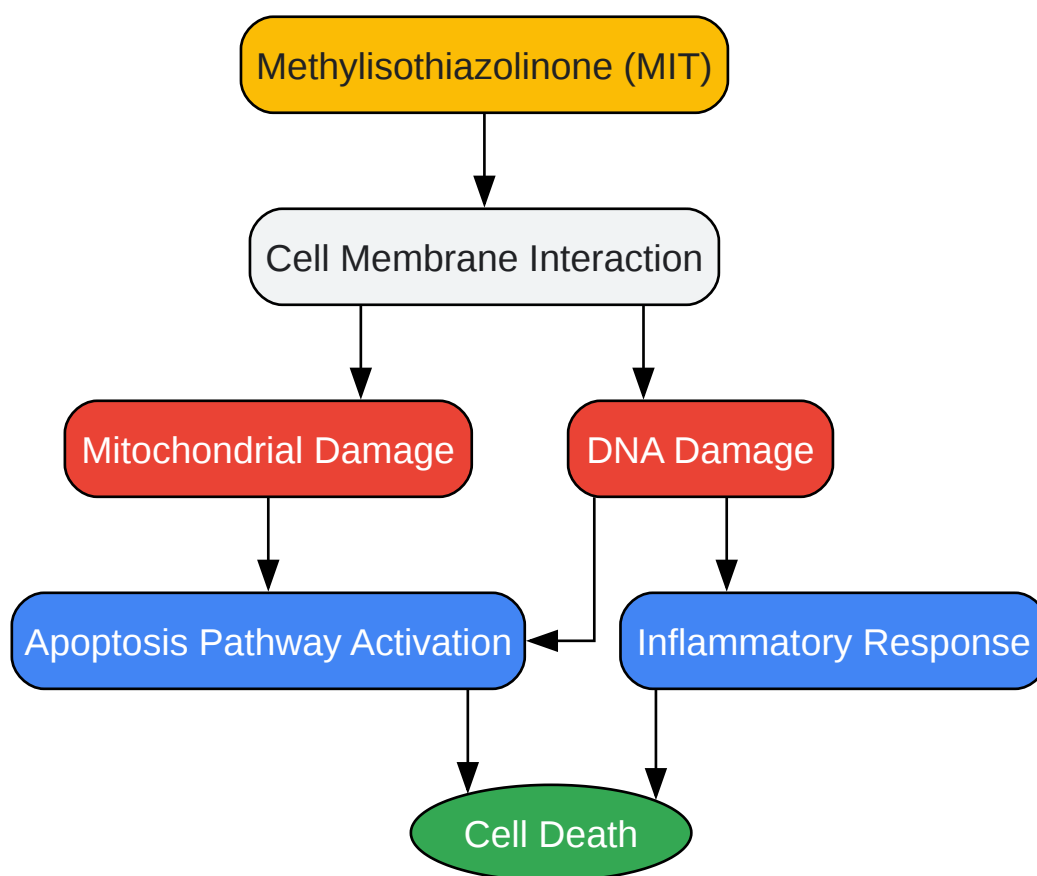 Methylisothiazolinone (MIT)
Cell Membrane Interaction
Mitochondrial Damage
DNA Damage
Apoptosis Pathway Activation
Inflammatory Response
Cell Death